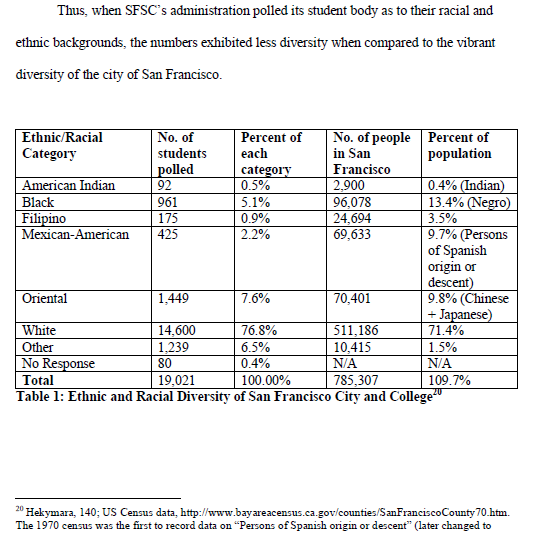 Thus, when SFSC's administration polled its student body as to their racial and
ethnic backgrounds, the numbers exhibited less diversity when compared to the vibrant
diversity of the city of San Francisco.
Ethnic/Racial Category | No. of students polled | Percent of each category | No. of people in San Francisco | Percent of population
American Indian | 92 | 0.5% | 2,900 | 0.4% (Indian)
Black | 961 | 5.1% | 96,078 | 13.4% (Negro)
Filipino | 175 | 0.9% | 24,694 | 3.5%
Mexican-American | 425 | 2.2% | 69,633 | 9.7% (Persons of Spanish origin or descent)
Oriental | 1,449 | 7.6% | 70,401 | 9.8% (Chinese + Japanese)
White | 14,600 | 76.8% | 511,186 | 71.4%
Other | 1,239 | 6.5% | 10,415 | 1.5%
No Response | 80 | 0.4% | N/A | N/A
Total | 19,021 | 100.00% | 785,307 | 109.7%
Table 1: Ethnic and Racial Diversity of San Francisco City and College20
20 Hekymara, 140; US Census data, http://www.bayareacensus.ca.gov/counties/SanFranciscoCounty70.htm.
The 1970 census was the first to record data on "Persons of Spanish origin or descent" (later changed to